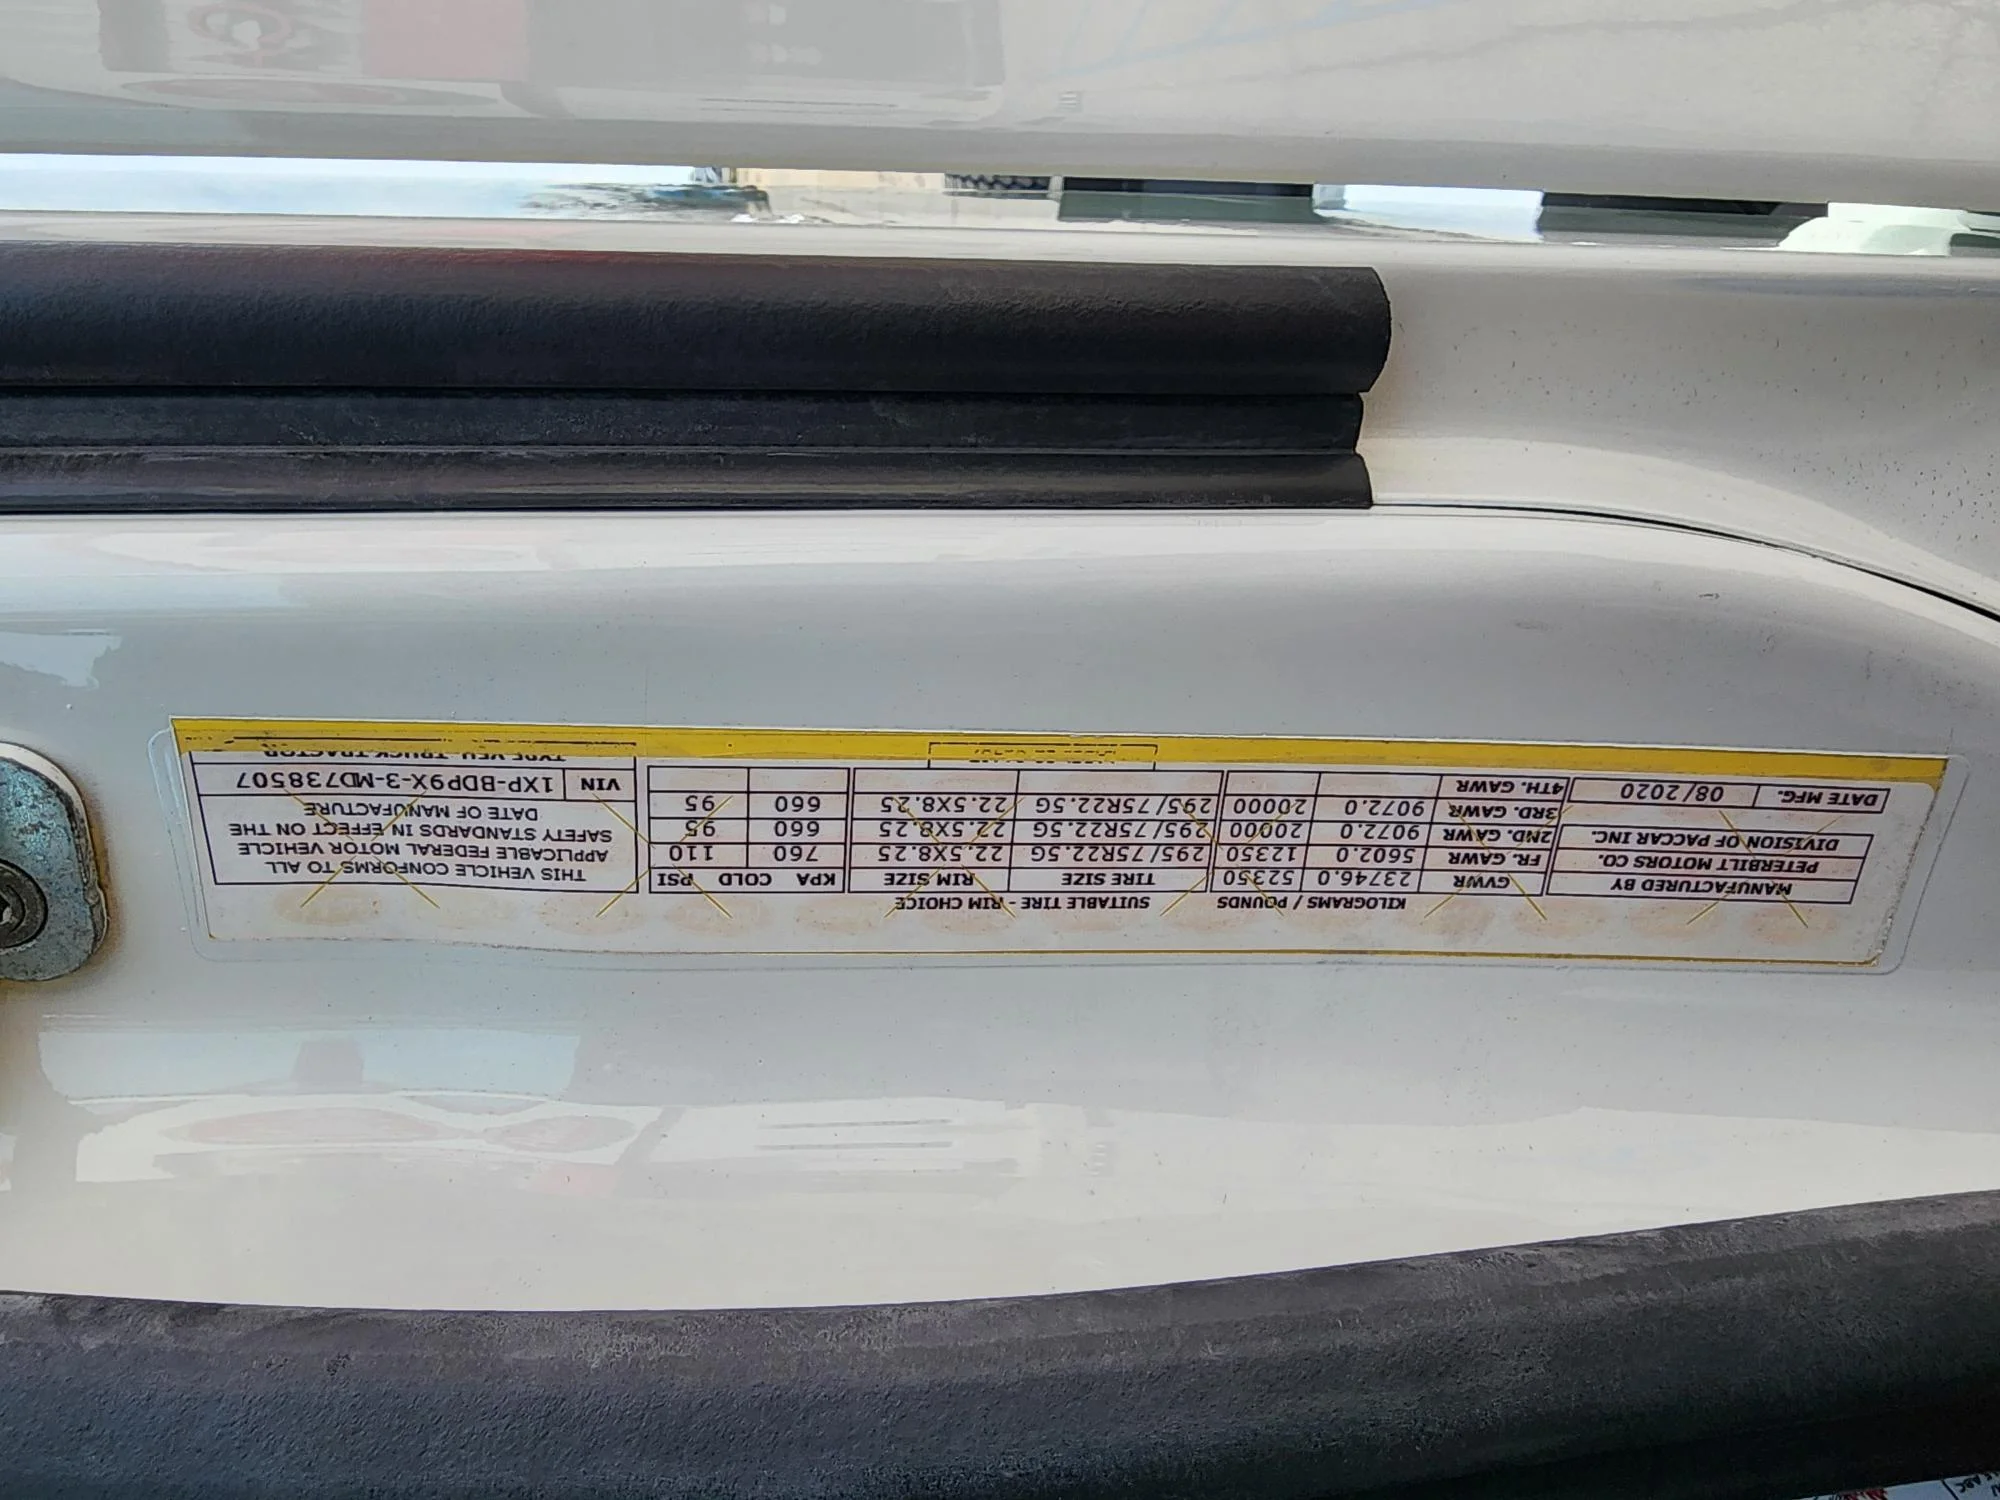 KILOGRAMS / POUNDS SUITABLE TIRE - RIM CHOICE
MANUFACTURED BY
PETERBILT MOTORS CO.
DIVISION OF PACCAR INC.
DATE MFG. 08/2020
GVWR 23746.0 52350 TIRE SIZE RIM SIZE KPA COLD PSI
FR. GAWR 5602.0 12350 295/75R22.5G 22.5X8.25 760 110
2ND. GAWR 9072.0 20000 295/75R22.5G 22.5X8.25 660 95
3RD. GAWR 9072.0 20000 295/75R22.5G 22.5X8.25 660 95
4TH. GAWR
THIS VEHICLE CONFORMS TO ALL
APPLICABLE FEDERAL MOTOR VEHICLE
SAFETY STANDARDS IN EFFECT ON THE
DATE OF MANUFACTURE
VIN 1XP-BDP9X-3-MD738507
TYPE VEH. TRUCK TRACTOR